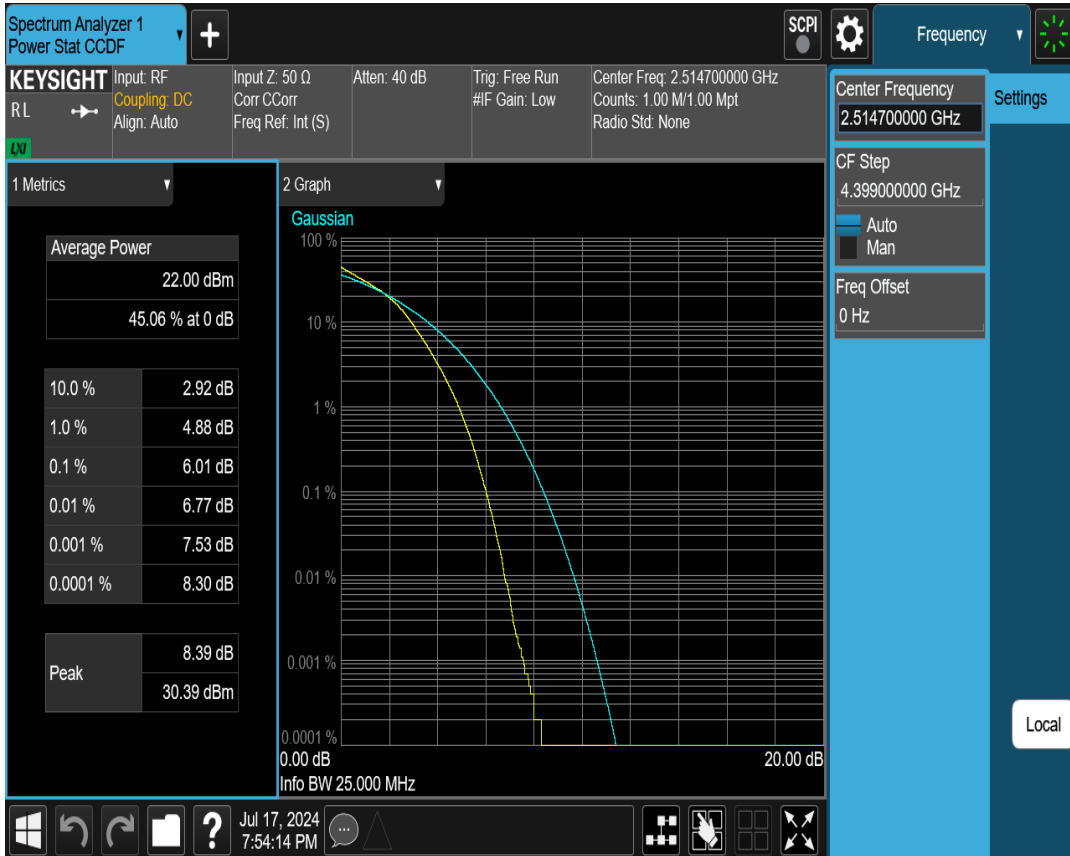 Spectrum Analyzer 1
Power Stat CCDF
+
SCPI
Frequency
KEYSIGHT
R L
LXI
Input: RF
Coupling: DC
Align: Auto
Input Z: 50 Ω
Corr CCorr
Freq Ref: Int (S)
Atten: 40 dB
Trig: Free Run
#IF Gain: Low
Center Freq: 2.514700000 GHz
Counts: 1.00 M/1.00 Mpt
Radio Std: None
Center Frequency
2.514700000 GHz
Settings
CF Step
4.399000000 GHz
Auto
Man
Freq Offset
0 Hz
1 Metrics
Average Power
22.00 dBm
45.06 % at 0 dB
10.0 % 2.92 dB
1.0 % 4.88 dB
0.1 % 6.01 dB
0.01 % 6.77 dB
0.001 % 7.53 dB
0.0001 % 8.30 dB
Peak
8.39 dB
30.39 dBm
2 Graph
Gaussian
100 %
10 %
1 %
0.1 %
0.01 %
0.001 %
0.0001 %
0.00 dB 20.00 dB
Info BW 25.000 MHz
Local
?
Jul 17, 2024
7:54:14 PM